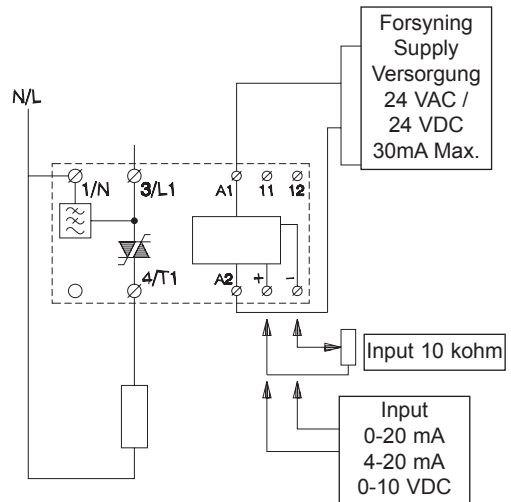 Forsyning
Supply
Versorgung
24 VAC /
24 VDC
30mA Max.
N/L
1/N
3/L1
A1
11
12
4/T1
A2
+
-
Input 10 kohm
Input
0-20 mA
4-20 mA
0-10 VDC